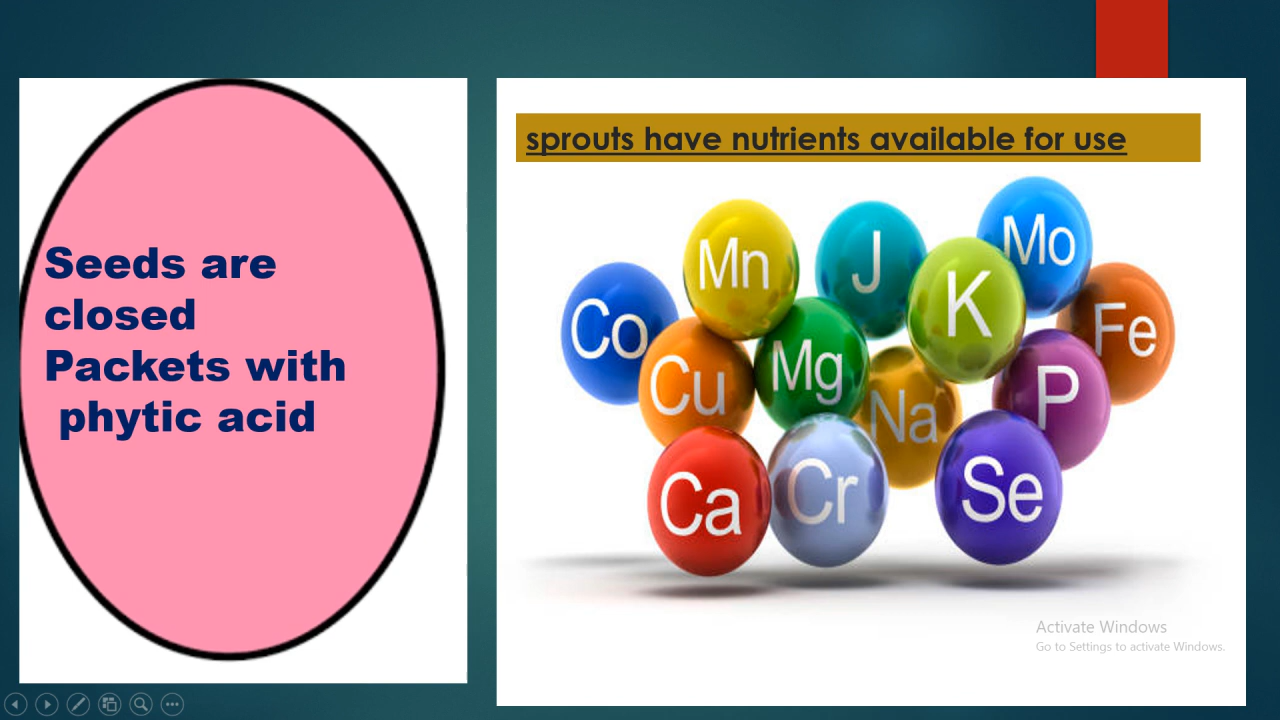 Seeds are
closed
Packets with
phytic acid
sprouts have nutrients available for use
Mn
J
Mo
Co
K
Fe
Cu
Mg
Na
P
Ca
Cr
Se
Activate Windows
Go to Settings to activate Windows.